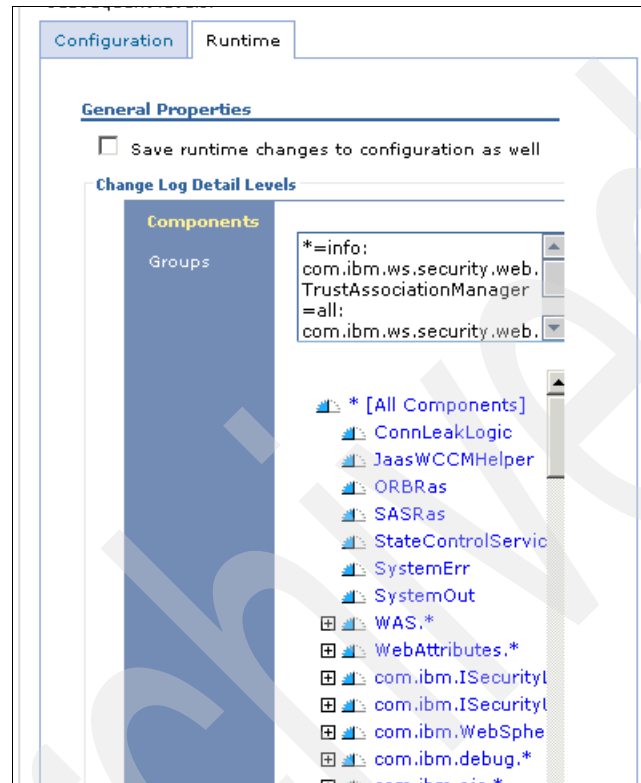 Configuration
Runtime
General Properties
Save runtime changes to configuration as well
Change Log Detail Levels
Components
Groups
*=info:
com.ibm.ws.security.web.
TrustAssociationManager
=all:
com.ibm.ws.security.web.
* [All Components]
ConnLeakLogic
JaasWCCMHelper
ORBRas
SASRas
StateControlServic
SystemErr
SystemOut
WAS.*
WebAttributes.*
com.ibm.ISecurityL
com.ibm.ISecurityU
com.ibm.WebSphe
com.ibm.debug.*